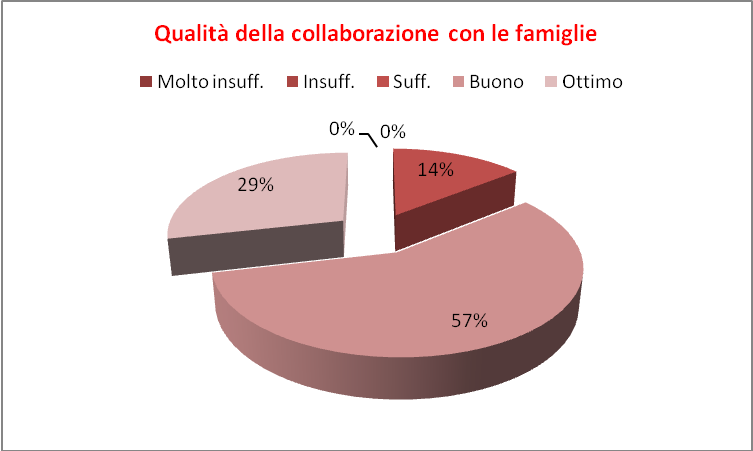 Qualità della collaborazione con le famiglie
Molto insuff. Insuff. Suff. Buono Ottimo
0% 0%
14%
29%
57%